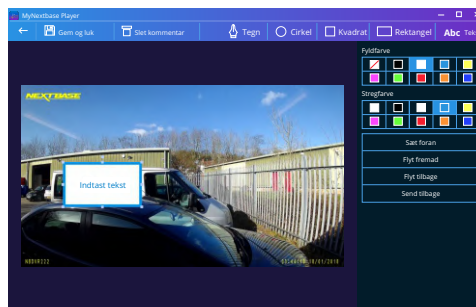 MyNextbase Player
Gem og luk
Slet kommentar
Tegn
Cirkel
Kvadrat
Rektangel
Abc
Fyldfarve
NEXTBASE
Stregfarve
Sæt foran
Flyt fremad
Flyt tilbage
Send tilbage
Indtast tekst